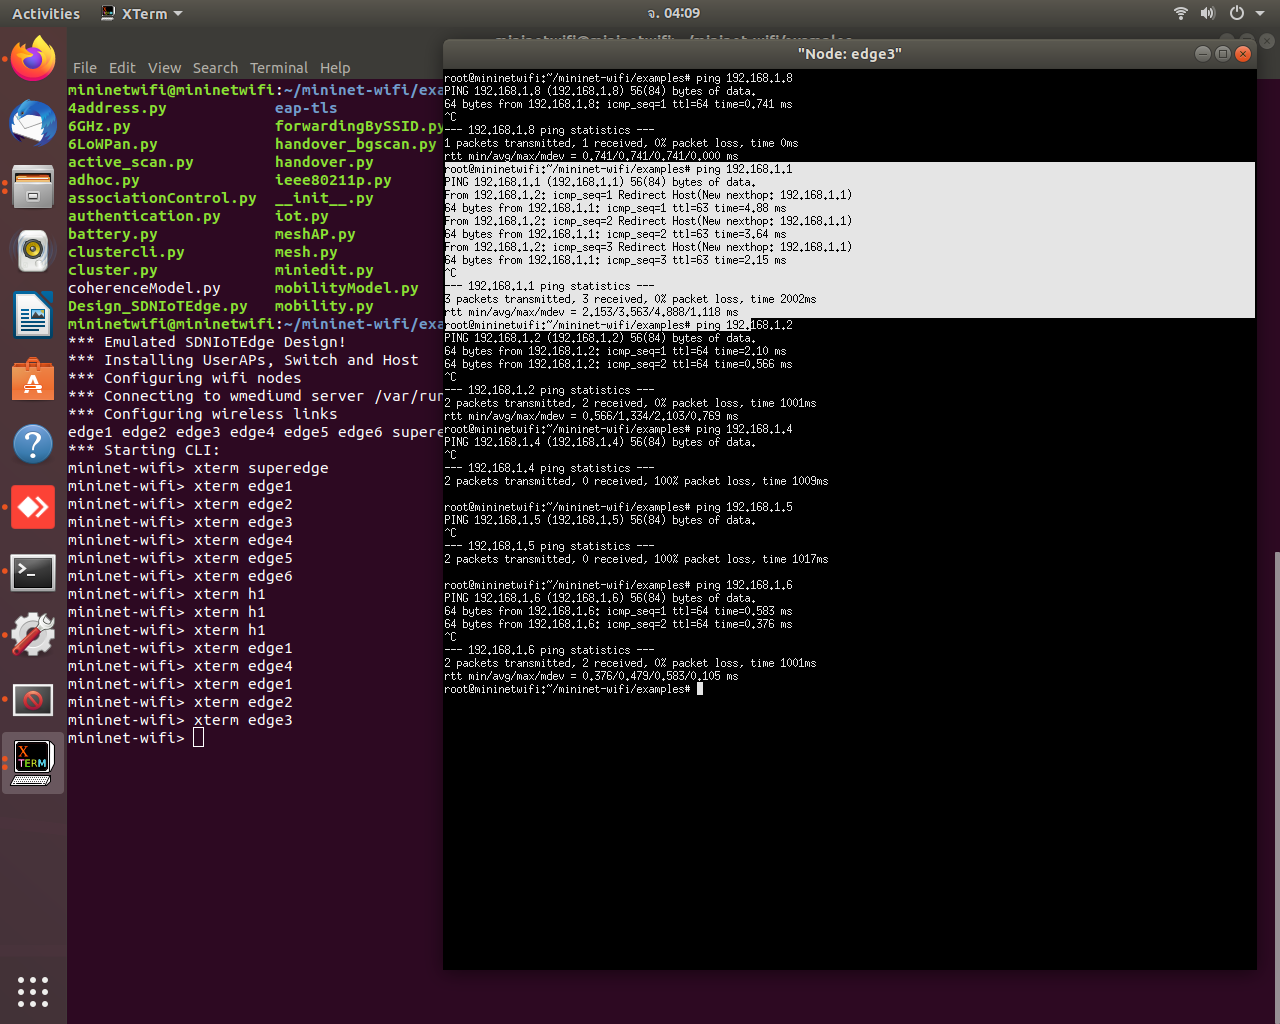 Activities
XTerm
จ. 04:09
File Edit View Search Terminal Help
mininetwifi@mininetwifi:~/mininet-wifi/exa
4address.py eap-tls
6GHz.py forwardingBySSID.py
6LoWPan.py handover_bgscan.py
active_scan.py handover.py
adhoc.py ieee80211p.py
associationControl.py __init__.py
authentication.py iot.py
battery.py meshAP.py
clustercli.py mesh.py
cluster.py miniedit.py
coherenceModel.py mobilityModel.py
Design_SDNIoTEdge.py mobility.py
mininetwifi@mininetwifi:~/mininet-wifi/exa
*** Emulated SDNIoTEdge Design!
*** Installing UserAPs, Switch and Host
*** Configuring wifi nodes
*** Connecting to wmediumd server /var/run
*** Configuring wireless links
edge1 edge2 edge3 edge4 edge5 edge6 supere
*** Starting CLI:
mininet-wifi> xterm superedge
mininet-wifi> xterm edge1
mininet-wifi> xterm edge2
mininet-wifi> xterm edge3
mininet-wifi> xterm edge4
mininet-wifi> xterm edge5
mininet-wifi> xterm edge6
mininet-wifi> xterm h1
mininet-wifi> xterm h1
mininet-wifi> xterm h1
mininet-wifi> xterm edge1
mininet-wifi> xterm edge4
mininet-wifi> xterm edge1
mininet-wifi> xterm edge2
mininet-wifi> xterm edge3
mininet-wifi>
"Node: edge3"
root@mininetwifi:~/mininet-wifi/examples# ping 192.168.1.8
PING 192.168.1.8 (192.168.1.8) 56(84) bytes of data.
64 bytes from 192.168.1.8: icmp_seq=1 ttl=64 time=0.741 ms
^C
--- 192.168.1.8 ping statistics ---
1 packets transmitted, 1 received, 0% packet loss, time 0ms
rtt min/avg/max/mdev = 0.741/0.741/0.741/0.000 ms
root@mininetwifi:~/mininet-wifi/examples# ping 192.168.1.1
PING 192.168.1.1 (192.168.1.1) 56(84) bytes of data.
From 192.168.1.2: icmp_seq=1 Redirect Host(New nexthop: 192.168.1.1)
64 bytes from 192.168.1.1: icmp_seq=1 ttl=63 time=4.88 ms
From 192.168.1.2: icmp_seq=2 Redirect Host(New nexthop: 192.168.1.1)
64 bytes from 192.168.1.1: icmp_seq=2 ttl=63 time=3.64 ms
From 192.168.1.2: icmp_seq=3 Redirect Host(New nexthop: 192.168.1.1)
64 bytes from 192.168.1.1: icmp_seq=3 ttl=63 time=2.15 ms
^C
--- 192.168.1.1 ping statistics ---
3 packets transmitted, 3 received, 0% packet loss, time 2002ms
rtt min/avg/max/mdev = 2.153/3.563/4.888/1.118 ms
root@mininetwifi:~/mininet-wifi/examples# ping 192.168.1.2
PING 192.168.1.2 (192.168.1.2) 56(84) bytes of data.
64 bytes from 192.168.1.2: icmp_seq=1 ttl=64 time=2.10 ms
64 bytes from 192.168.1.2: icmp_seq=2 ttl=64 time=0.566 ms
^C
--- 192.168.1.2 ping statistics ---
2 packets transmitted, 2 received, 0% packet loss, time 1001ms
rtt min/avg/max/mdev = 0.566/1.334/2.103/0.769 ms
root@mininetwifi:~/mininet-wifi/examples# ping 192.168.1.4
PING 192.168.1.4 (192.168.1.4) 56(84) bytes of data.
^C
--- 192.168.1.4 ping statistics ---
2 packets transmitted, 0 received, 100% packet loss, time 1009ms
root@mininetwifi:~/mininet-wifi/examples# ping 192.168.1.5
PING 192.168.1.5 (192.168.1.5) 56(84) bytes of data.
^C
--- 192.168.1.5 ping statistics ---
2 packets transmitted, 0 received, 100% packet loss, time 1017ms
root@mininetwifi:~/mininet-wifi/examples# ping 192.168.1.6
PING 192.168.1.6 (192.168.1.6) 56(84) bytes of data.
64 bytes from 192.168.1.6: icmp_seq=1 ttl=64 time=0.583 ms
64 bytes from 192.168.1.6: icmp_seq=2 ttl=64 time=0.376 ms
^C
--- 192.168.1.6 ping statistics ---
2 packets transmitted, 2 received, 0% packet loss, time 1001ms
rtt min/avg/max/mdev = 0.376/0.479/0.583/0.105 ms
root@mininetwifi:~/mininet-wifi/examples#
X
TERM